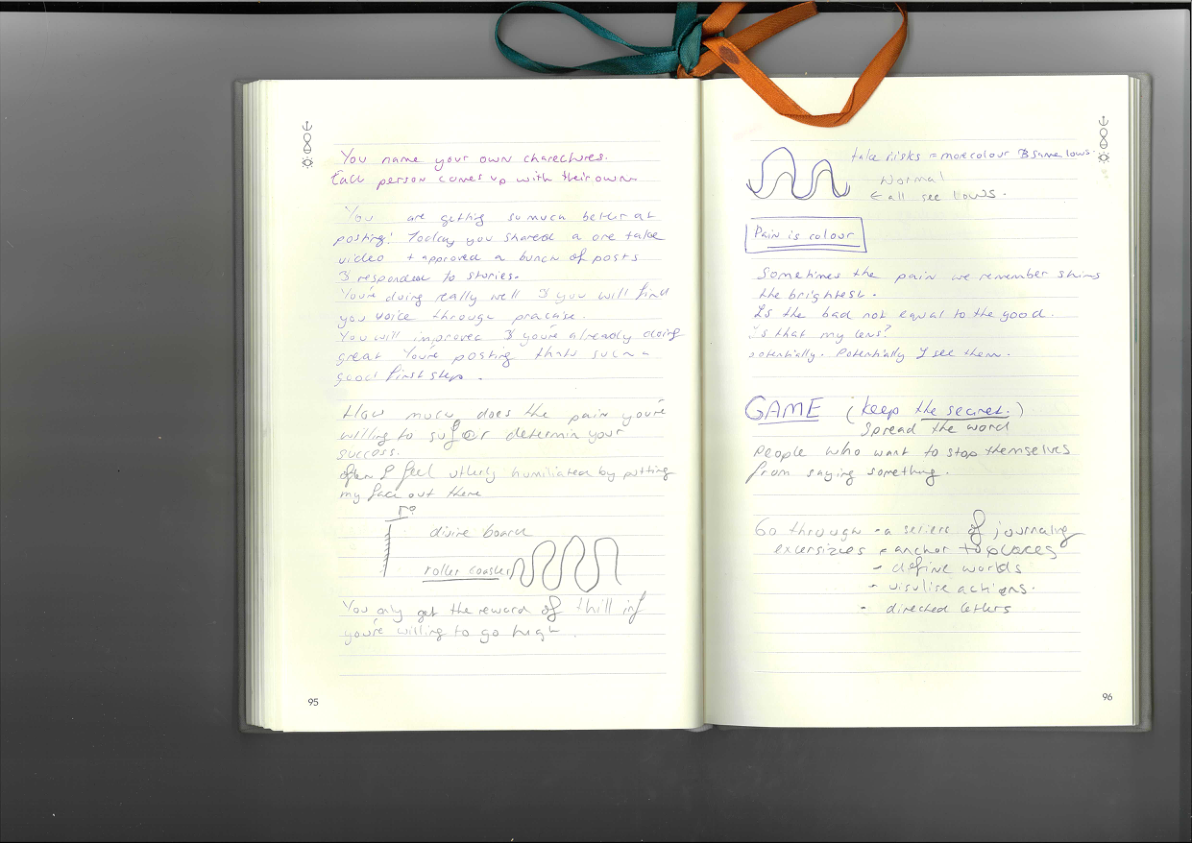 You name your own charectures.
Each person comes up with their own
You are getting so much better at
posting! Today you shared a one take
video + approved a bunch of posts
& responded to stories.
You're doing really well & you will find
you voice through practise.
You will improved & you're already doing
great You're posting thats such a
good first step.
How much does the pain you're
willing to suffer determin your
success.
Often I feel utterly humiliated by putting
my face out there
divine board
roller coaster
You only get the reward of thrill inf
you're willing to go high.
95
take risks = more colour & same lows.
Normal
← all see lows.
Pain is colour
Sometimes the pain we remember shines
the brightest.
Is the bad not equal to the good.
is that my lens?
potentially. Potentially I see them.
GAME (keep the secret.)
Spread the word
People who want to stop themselves
from saying something.
Go through - a seriers of journaling
excersizes + anchor to places
- define worlds
- visulise actions.
- directed letters
96